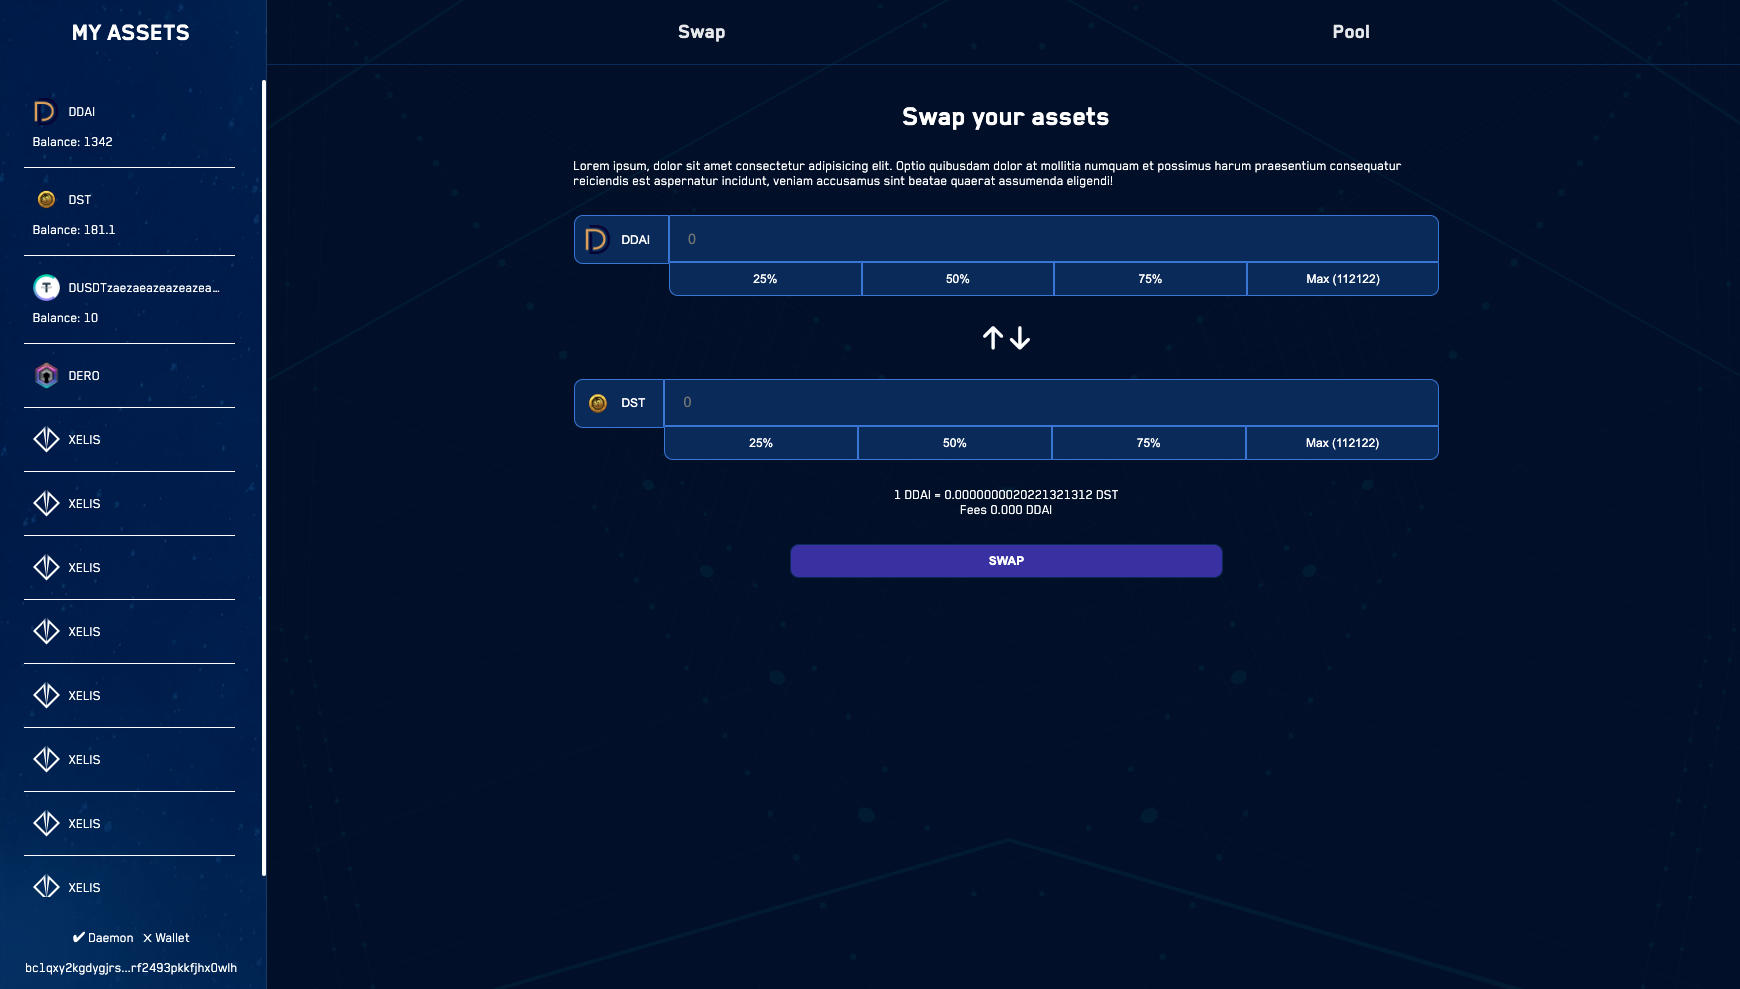 MY ASSETS
DDAI
Balance: 1342
DST
Balance: 181.1
DUSDTzaezaeazeazeazea...
Balance: 10
DERO
XELIS
XELIS
XELIS
XELIS
XELIS
XELIS
XELIS
XELIS
✔ Daemon X Wallet
bc1qxy2kgdygjrs...rf2493pkkfjhx0wlh
Swap Pool
Swap your assets
Lorem ipsum, dolor sit amet consectetur adipisicing elit. Optio quibusdam dolor at mollitia numquam et possimus harum praesentium consequatur
reiciendis est aspernatur incidunt, veniam accusamus sint beatae quaerat assumenda eligendi!
DDAI 0
25% 50% 75% Max (112122)
DST 0
25% 50% 75% Max (112122)
1 DDAI = 0.0000000020221321312 DST
Fees 0.000 DDAI
SWAP